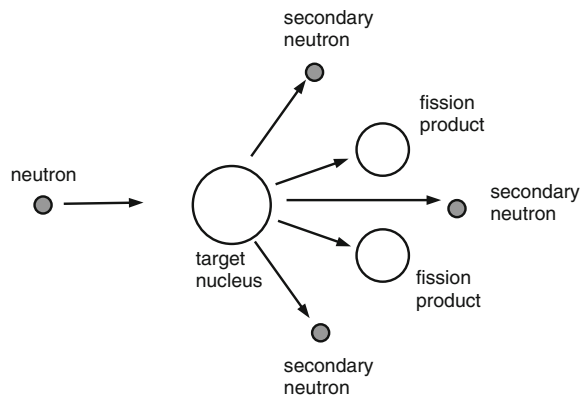 secondary
neutron
fission
product
neutron
secondary
neutron
target
nucleus
fission
product
secondary
neutron